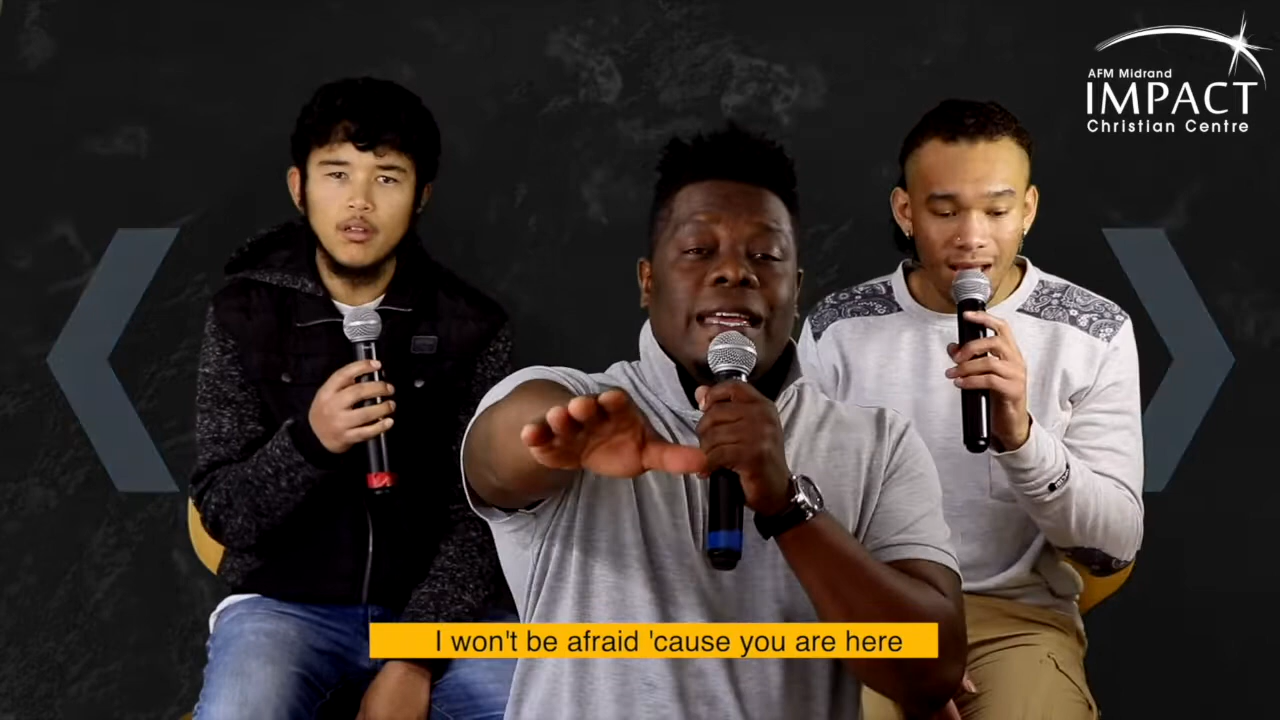 AFM Midrand
IMPACT
Christian Centre
I won't be afraid 'cause you are here